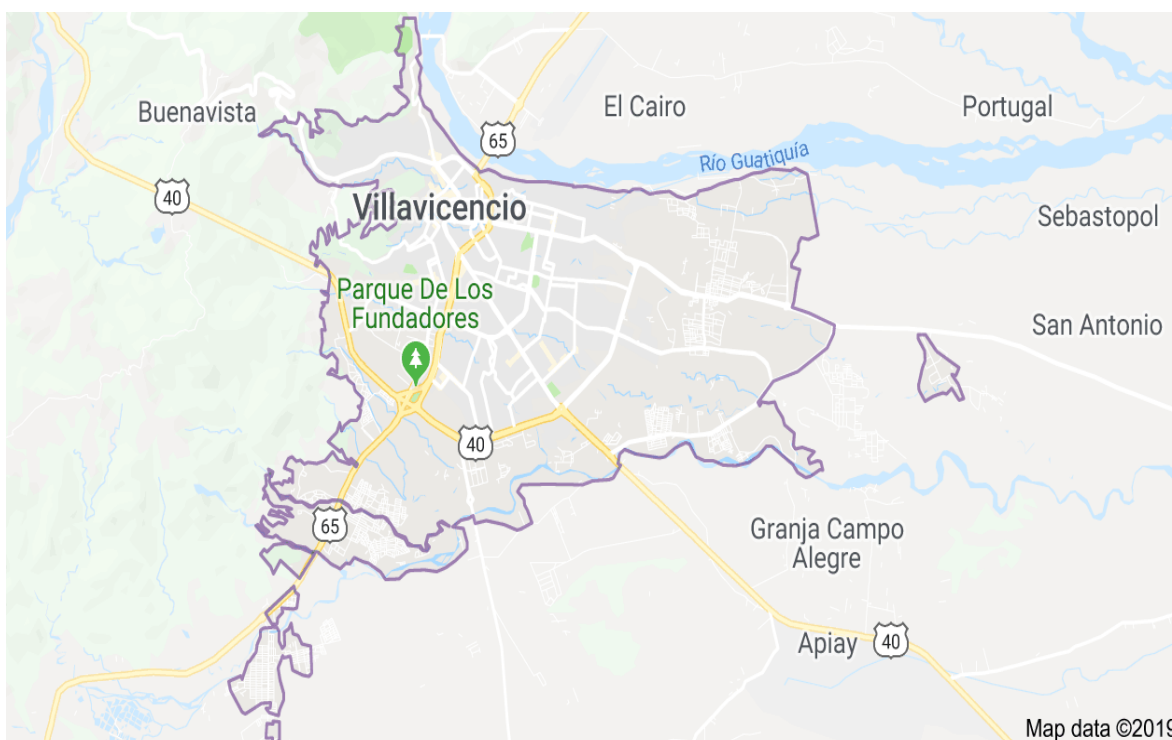 Buenavista
El Cairo
Portugal
65
Río Guatiquía
40
Villavicencio
Sebastopol
Parque De Los
Fundadores
San Antonio
40
65
Granja Campo
Alegre
Apiay
40
Map data ©2019